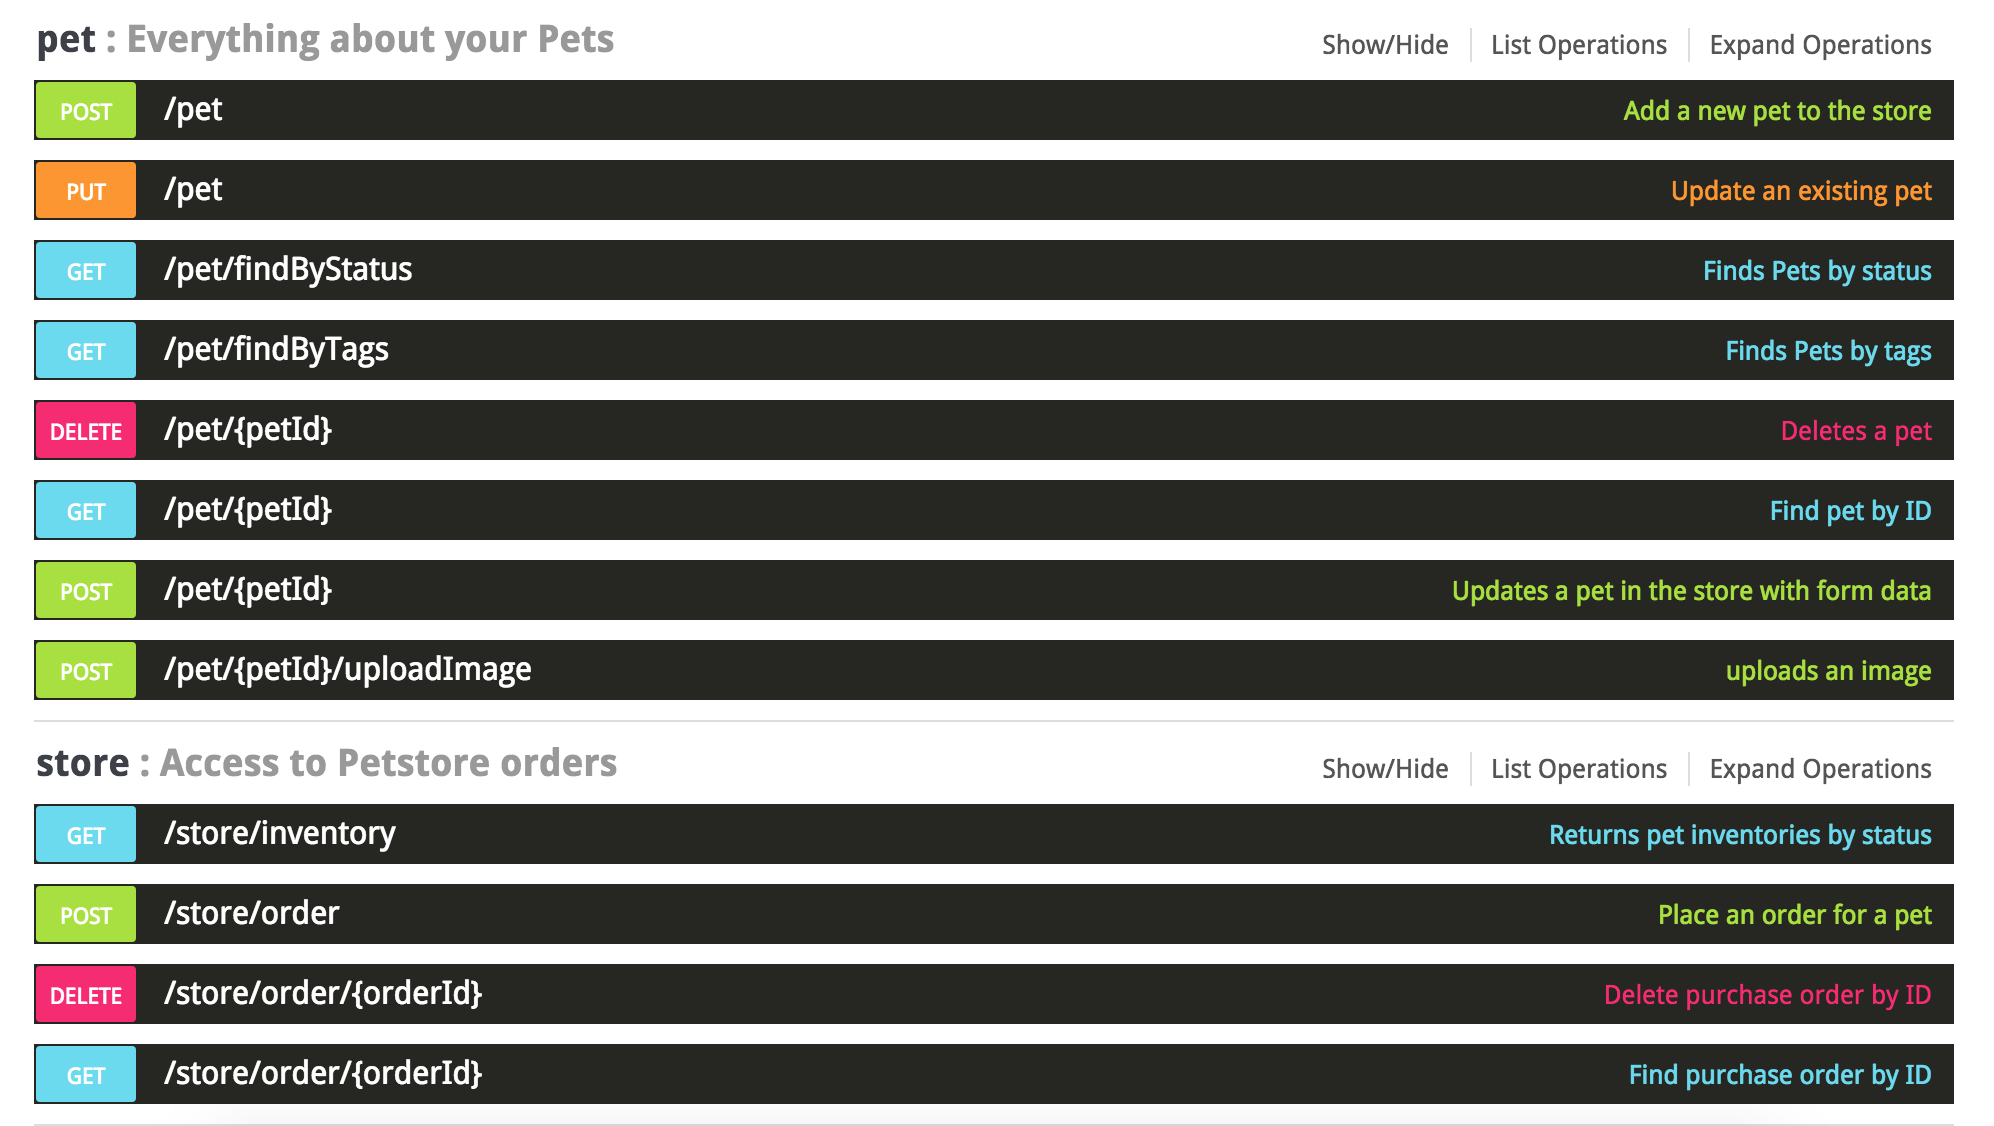 pet : Everything about your Pets Show/Hide List Operations Expand Operations
POST /pet Add a new pet to the store
PUT /pet Update an existing pet
GET /pet/findByStatus Finds Pets by status
GET /pet/findByTags Finds Pets by tags
DELETE /pet/{petId} Deletes a pet
GET /pet/{petId} Find pet by ID
POST /pet/{petId} Updates a pet in the store with form data
POST /pet/{petId}/uploadImage uploads an image
store : Access to Petstore orders Show/Hide List Operations Expand Operations
GET /store/inventory Returns pet inventories by status
POST /store/order Place an order for a pet
DELETE /store/order/{orderId} Delete purchase order by ID
GET /store/order/{orderId} Find purchase order by ID